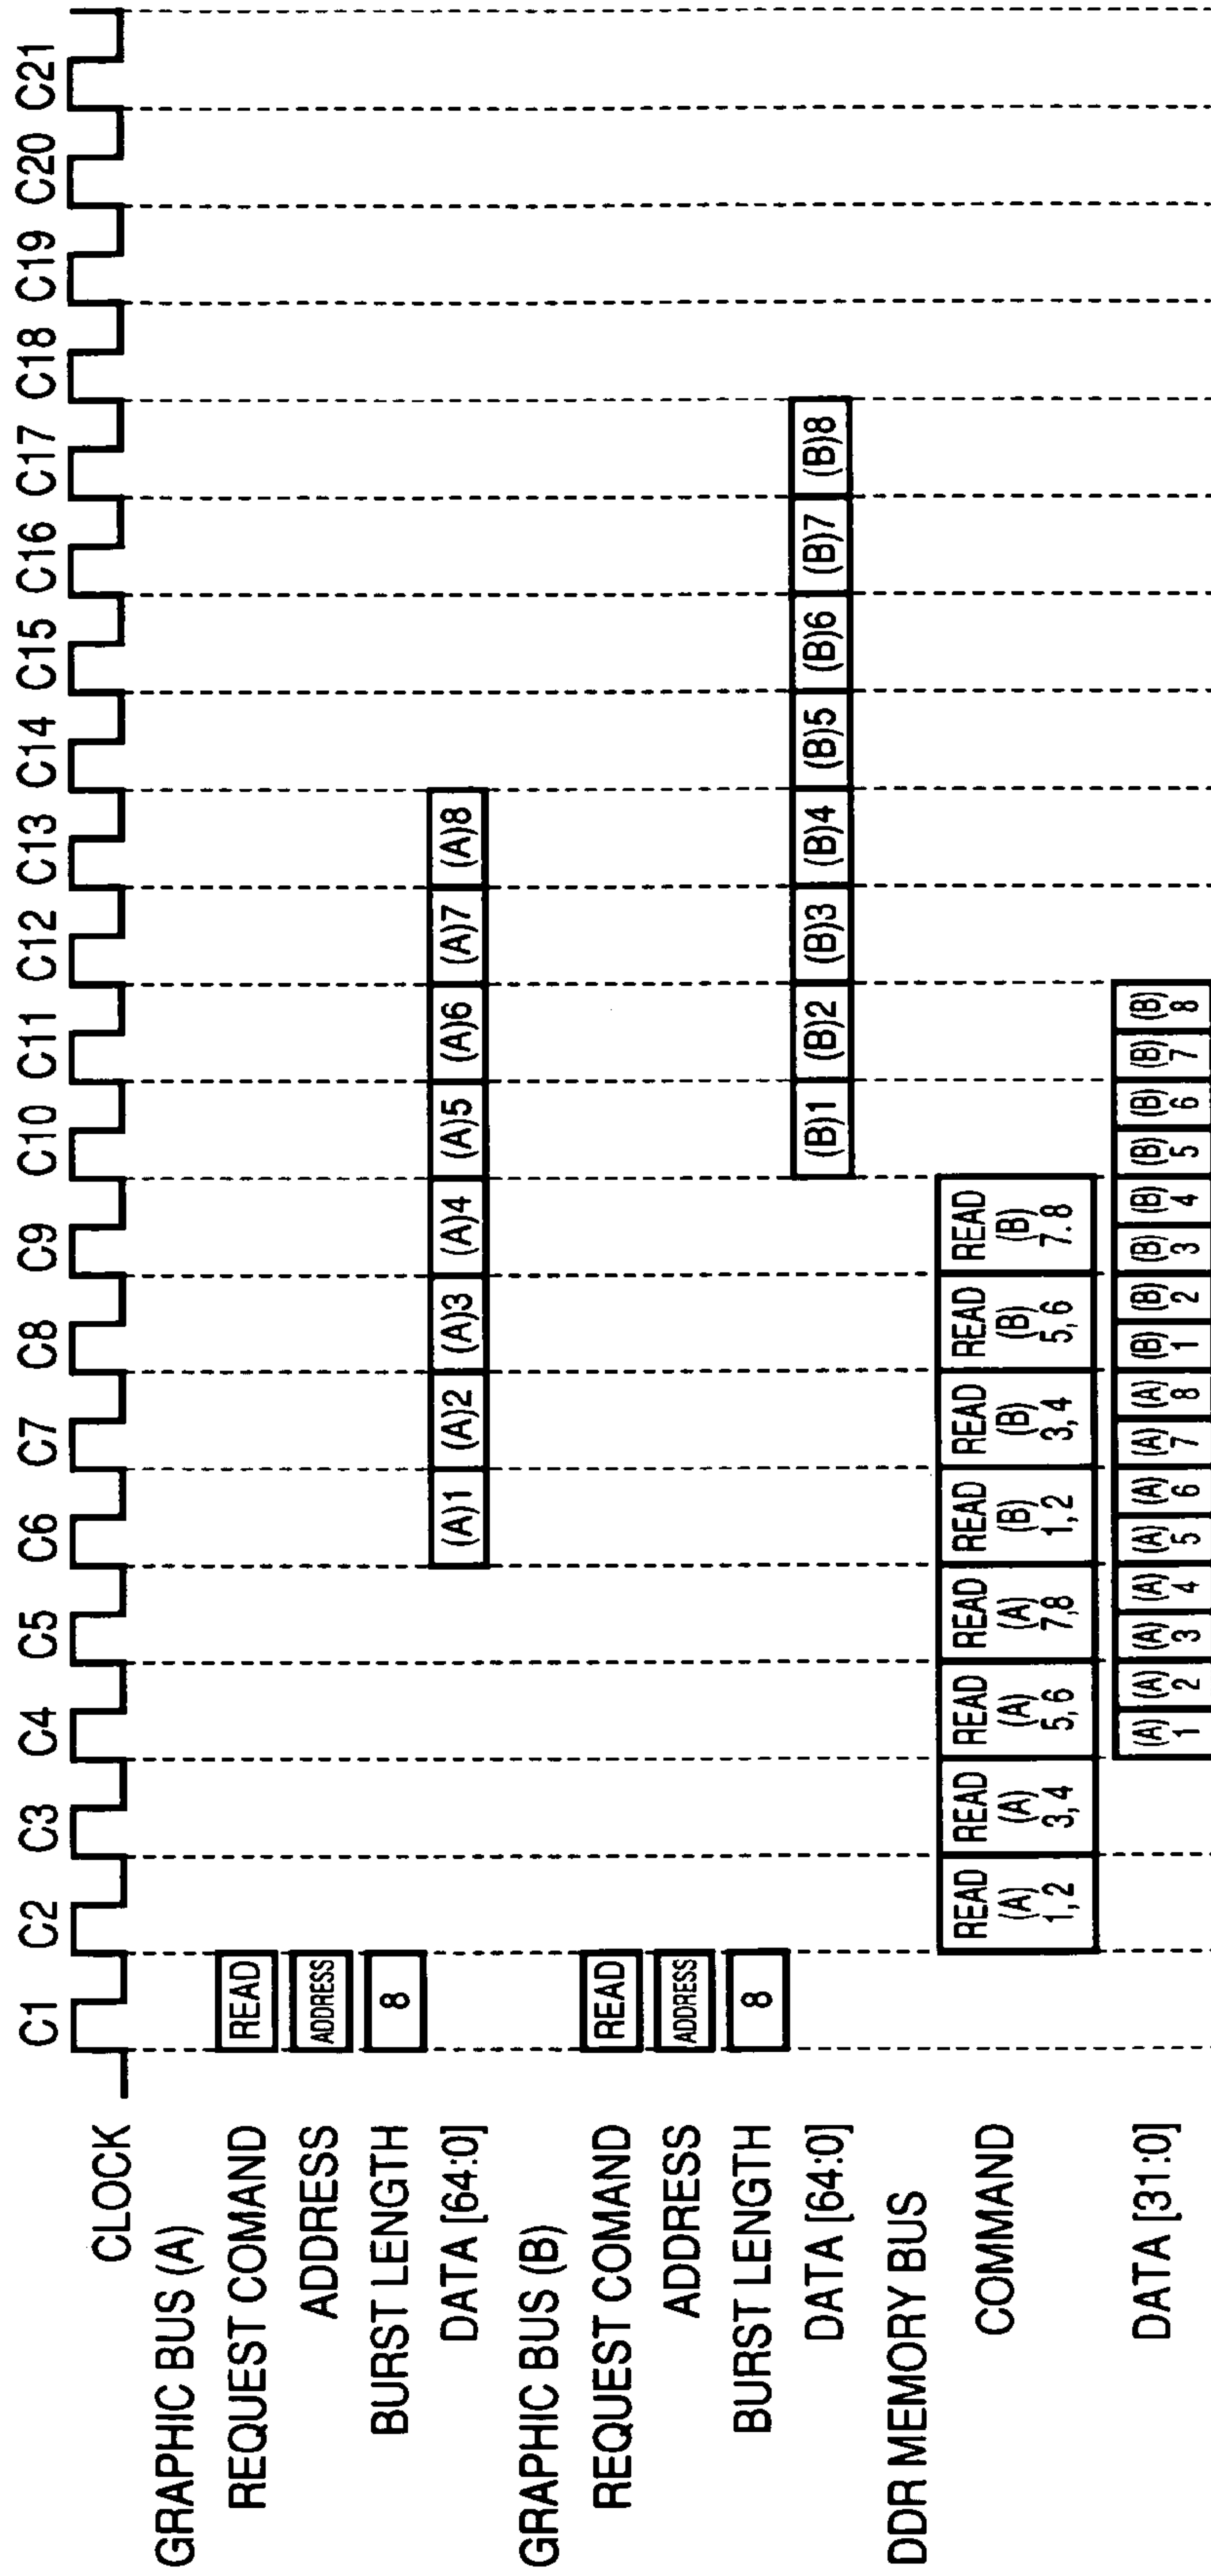 CLOCK C1 C2 C3 C4 C5 C6 C7 C8 C9 C10 C11 C12 C13 C14 C15 C16 C17 C18 C19 C20 C21
GRAPHIC BUS (A)
REQUEST COMAND READ
ADDRESS ADDRESS
BURST LENGTH 8
DATA [64:0] (A)1 (A)2 (A)3 (A)4 (A)5 (A)6 (A)7 (A)8
GRAPHIC BUS (B)
REQUEST COMAND READ
ADDRESS ADDRESS
BURST LENGTH 8
DATA [64:0] (B)1 (B)2 (B)3 (B)4 (B)5 (B)6 (B)7 (B)8
DDR MEMORY BUS
COMMAND READ (A) 1,2 READ (A) 3,4 READ (A) 5,6 READ (A) 7,8 READ (B) 1,2 READ (B) 3,4 READ (B) 5,6 READ (B) 7.8
DATA [31:0] (A) 1 (A) 2 (A) 3 (A) 4 (A) 5 (A) 6 (A) 7 (A) 8 (B) 1 (B) 2 (B) 3 (B) 4 (B) 5 (B) 6 (B) 7 (B) 8